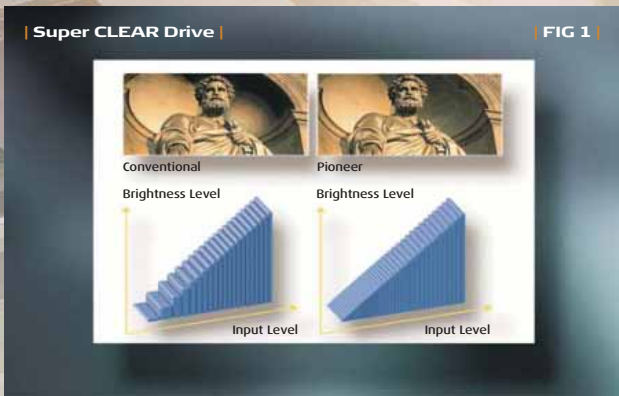 | Super CLEAR Drive | | FIG 1 |
Conventional Pioneer
Brightness Level Brightness Level
Input Level Input Level